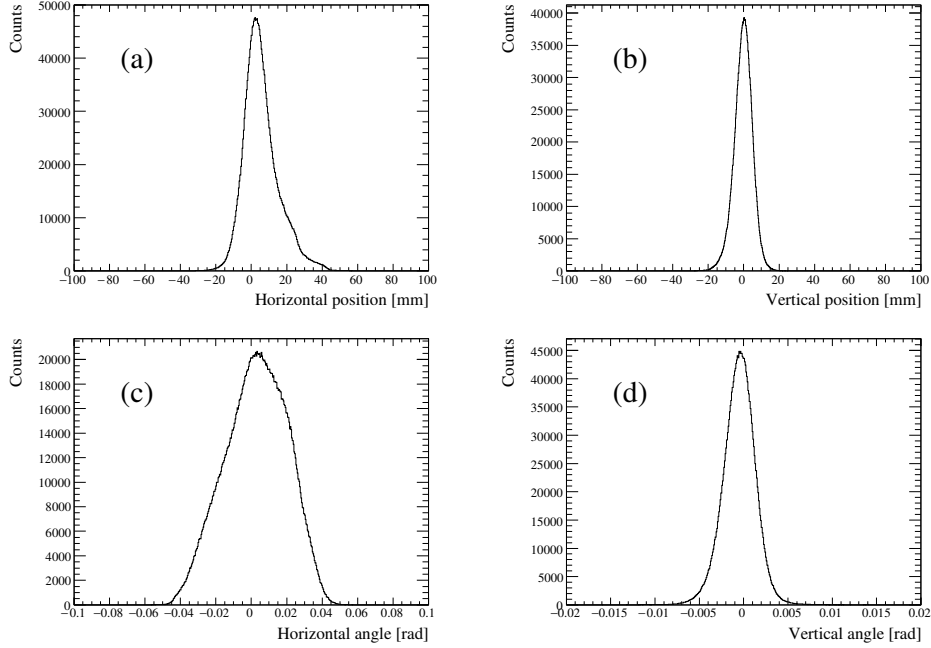 Counts
50000
40000
30000
20000
10000
0
−100 −80 −60 −40 −20 0 20 40 60 80 100
Horizontal position [mm]
(a)
Counts
40000
35000
30000
25000
20000
15000
10000
5000
0
−100 −80 −60 −40 −20 0 20 40 60 80 100
Vertical position [mm]
(b)
Counts
20000
18000
16000
14000
12000
10000
8000
6000
4000
2000
0
−0.1 −0.08 −0.06 −0.04 −0.02 0 0.02 0.04 0.06 0.08 0.1
Horizontal angle [rad]
(c)
Counts
45000
40000
35000
30000
25000
20000
15000
10000
5000
0
−0.02 −0.015 −0.01 −0.005 0 0.005 0.01 0.015 0.02
Vertical angle [rad]
(d)